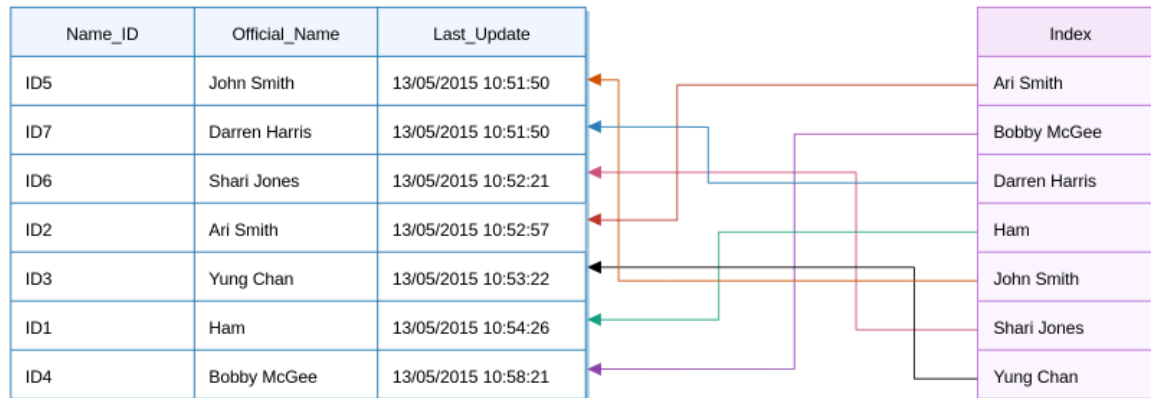 Name_ID Official_Name Last_Update Index
ID5 John Smith 13/05/2015 10:51:50 Ari Smith
ID7 Darren Harris 13/05/2015 10:51:50 Bobby McGee
ID6 Shari Jones 13/05/2015 10:52:21 Darren Harris
ID2 Ari Smith 13/05/2015 10:52:57 Ham
ID3 Yung Chan 13/05/2015 10:53:22 John Smith
ID1 Ham 13/05/2015 10:54:26 Shari Jones
ID4 Bobby McGee 13/05/2015 10:58:21 Yung Chan